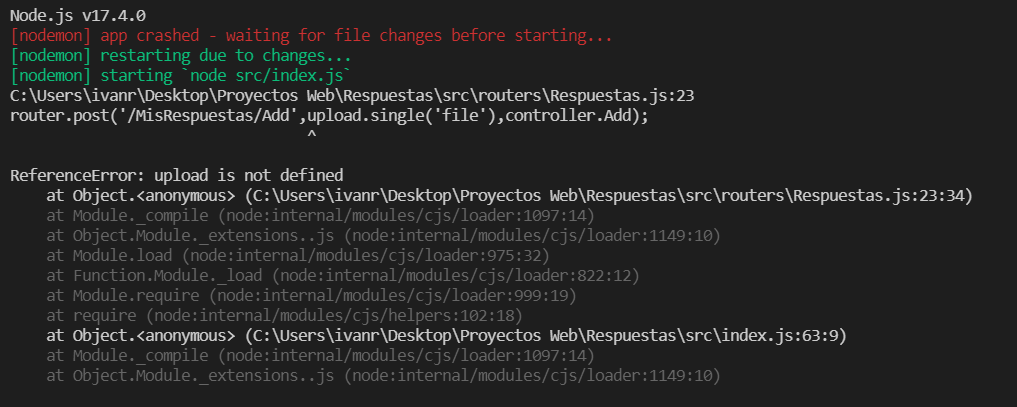 Node.js v17.4.0
[nodemon] app crashed - waiting for file changes before starting...
[nodemon] restarting due to changes...
[nodemon] starting `node src/index.js`
C:\Users\ivanr\Desktop\Proyectos Web\Respuestas\src\routers\Respuestas.js:23
router.post('/MisRespuestas/Add',upload.single('file'),controller.Add);
^
ReferenceError: upload is not defined
at Object.<anonymous> (C:\Users\ivanr\Desktop\Proyectos Web\Respuestas\src\routers\Respuestas.js:23:34)
at Module._compile (node:internal/modules/cjs/loader:1097:14)
at Object.Module._extensions..js (node:internal/modules/cjs/loader:1149:10)
at Module.load (node:internal/modules/cjs/loader:975:32)
at Function.Module._load (node:internal/modules/cjs/loader:822:12)
at Module.require (node:internal/modules/cjs/loader:999:19)
at require (node:internal/modules/cjs/helpers:102:18)
at Object.<anonymous> (C:\Users\ivanr\Desktop\Proyectos Web\Respuestas\src\index.js:63:9)
at Module._compile (node:internal/modules/cjs/loader:1097:14)
at Object.Module._extensions..js (node:internal/modules/cjs/loader:1149:10)